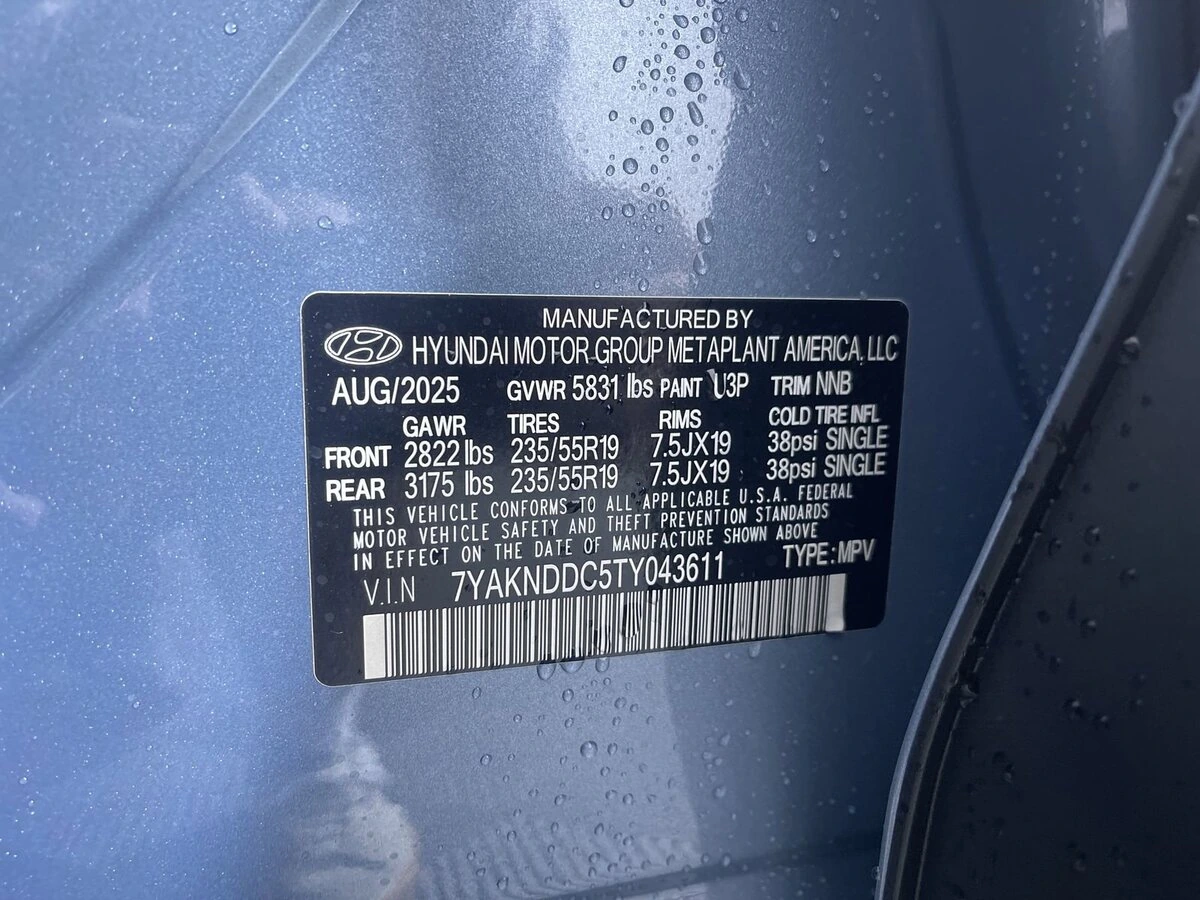 MANUFACTURED BY
HYUNDAI MOTOR GROUP METAPLANT AMERICA, LLC
AUG/2025 GVWR 5831 lbs PAINT U3P TRIM NNB
GAWR TIRES RIMS COLD TIRE INFL
FRONT 2822 lbs 235/55R19 7.5JX19 38psi SINGLE
REAR 3175 lbs 235/55R19 7.5JX19 38psi SINGLE
THIS VEHICLE CONFORMS TO ALL APPLICABLE U.S.A. FEDERAL
MOTOR VEHICLE SAFETY AND THEFT PREVENTION STANDARDS
IN EFFECT ON THE DATE OF MANUFACTURE SHOWN ABOVE
V.I.N 7YAKNDDC5TY043611 TYPE: MPV